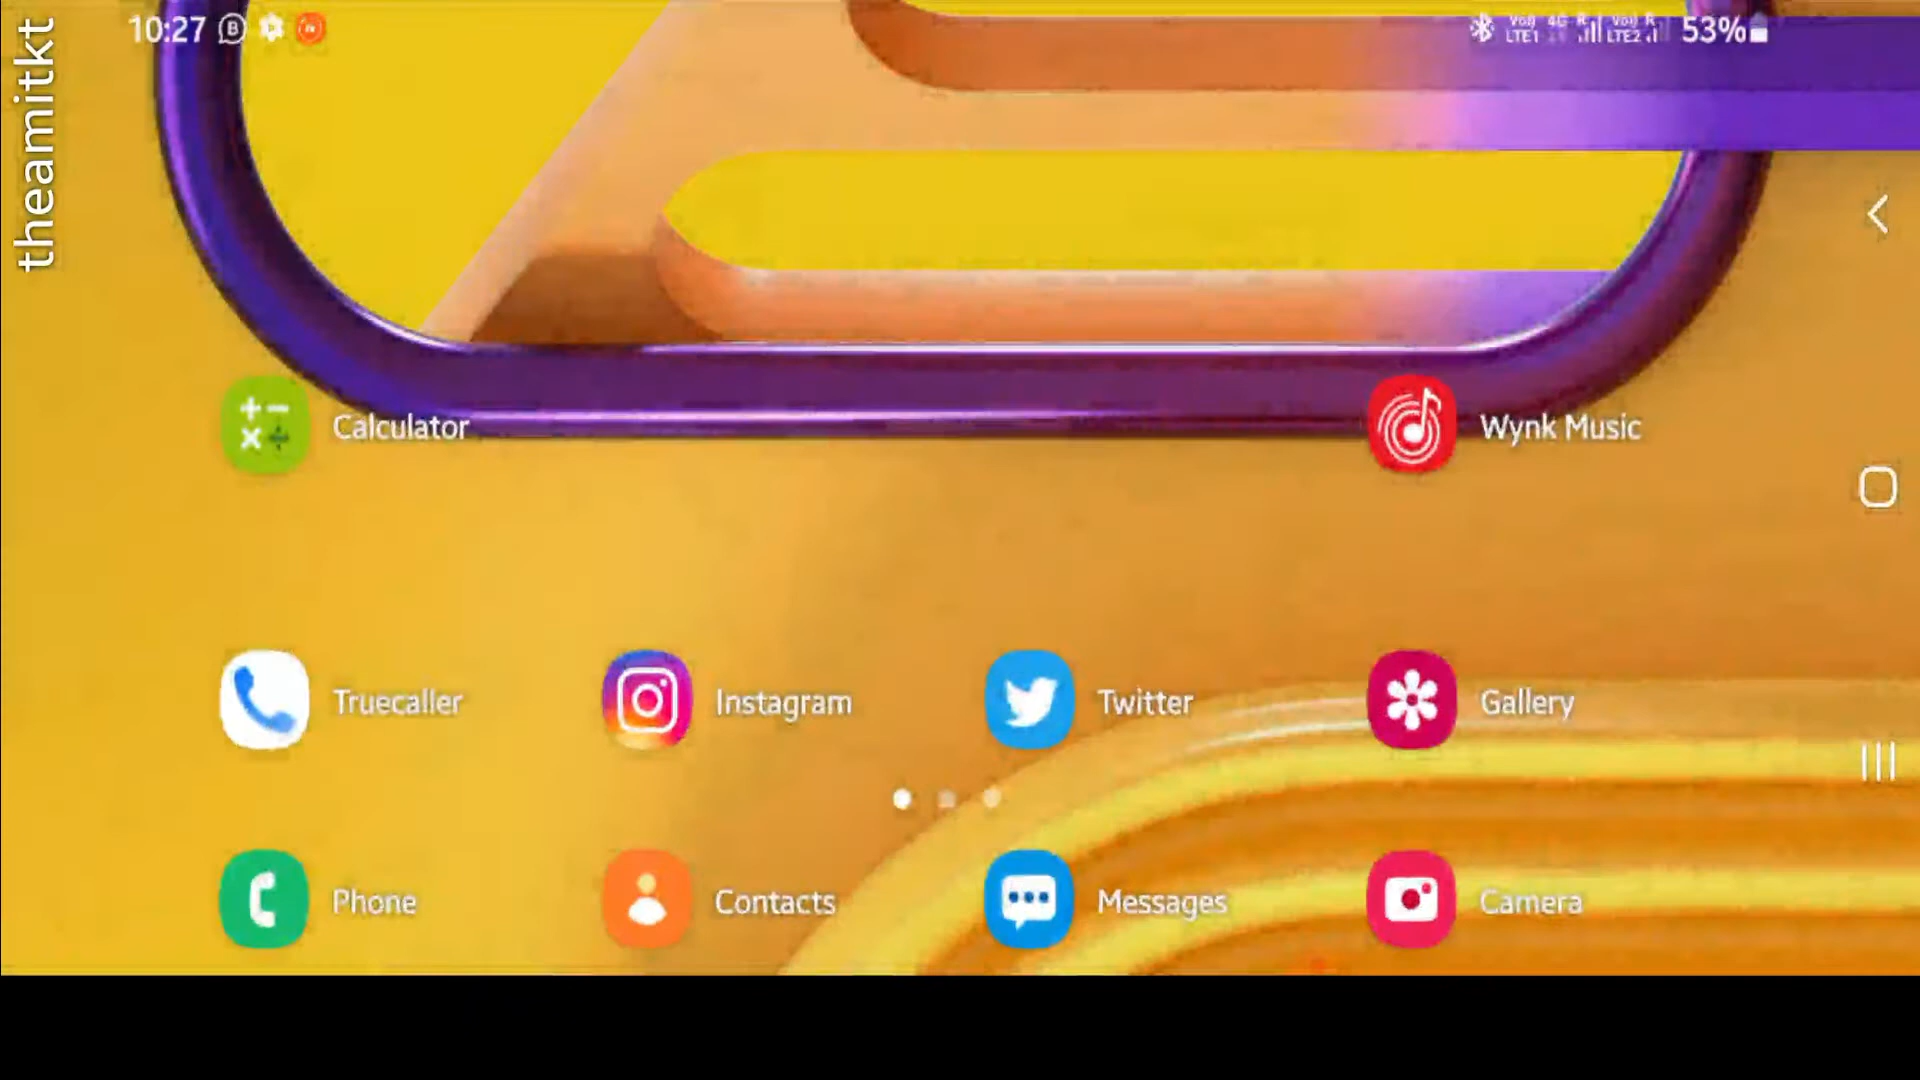 theamitkt
10:27
53%
Calculator
Wynk Music
Truecaller
Instagram
Twitter
Gallery
Phone
Contacts
Messages
Camera